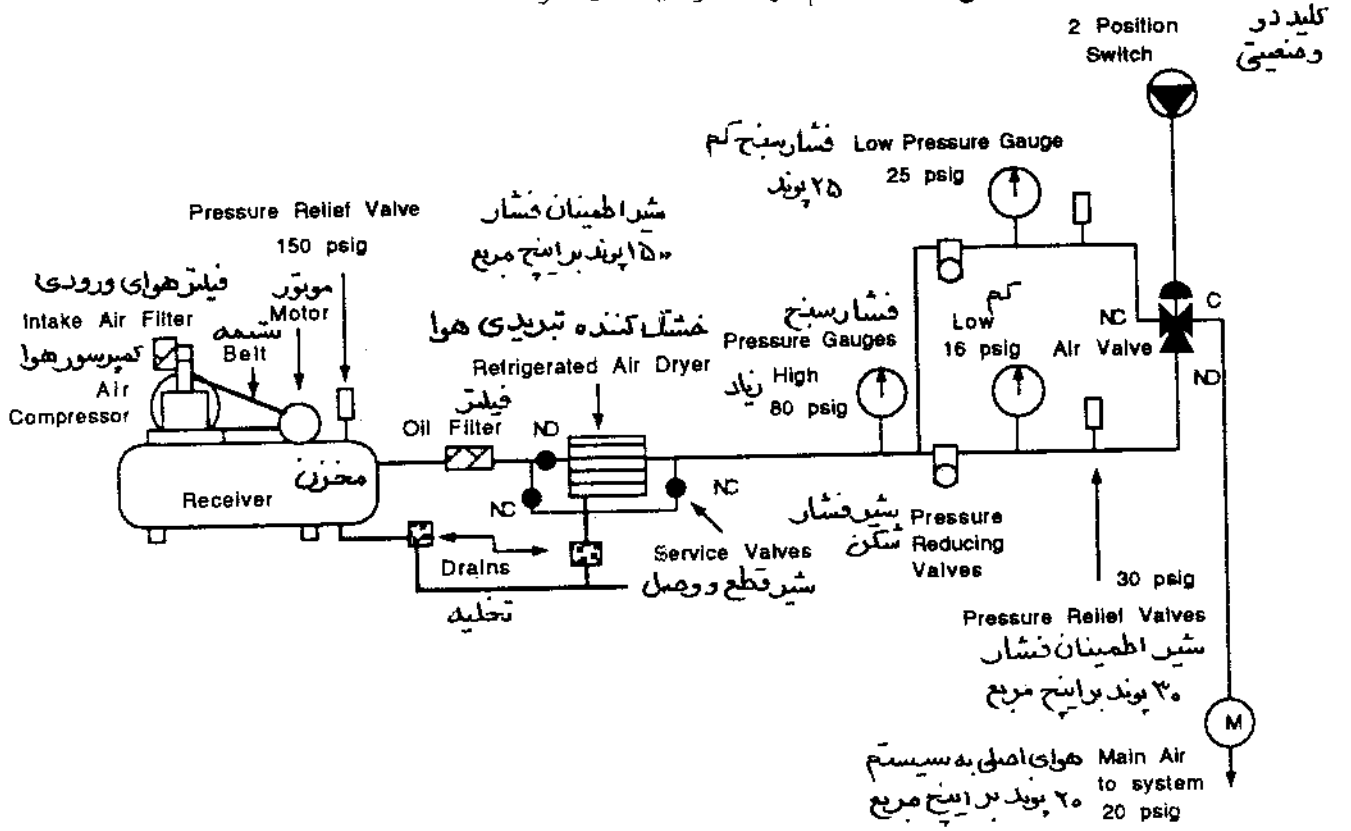 2 Position
Switch
کلید دو
وضعیتی
فشارسنج کم
۲۵ پوند
Low Pressure Gauge
25 psig
Pressure Relief Valve
150 psig
شیر اطمینان فشار
۱۵۰ پوند بر اینچ مربع
فیلتر هوای ورودی
Intake Air Filter
کمپرسور هوا
Air
Compressor
تسمه
Belt
موتور
Motor
خشک کننده تبریدی هوا
Refrigerated Air Dryer
فیلتر
Oil Filter
NO
NC
NC
Receiver
مخزن
Drains
تخلیه
Service Valves
شیر قطع و وصل
فشارسنج
Pressure Gauges
زیاد High
80 psig
کم
Low
16 psig
NC
C
Air Valve
NO
شیر فشار
شکن
Pressure
Reducing
Valves
30 psig
Pressure Relief Valves
شیر اطمینان فشار
۳۰ پوند بر اینچ مربع
M
هوای اصلی به سیستم
۲۰ پوند بر اینچ مربع
Main Air
to system
20 psig